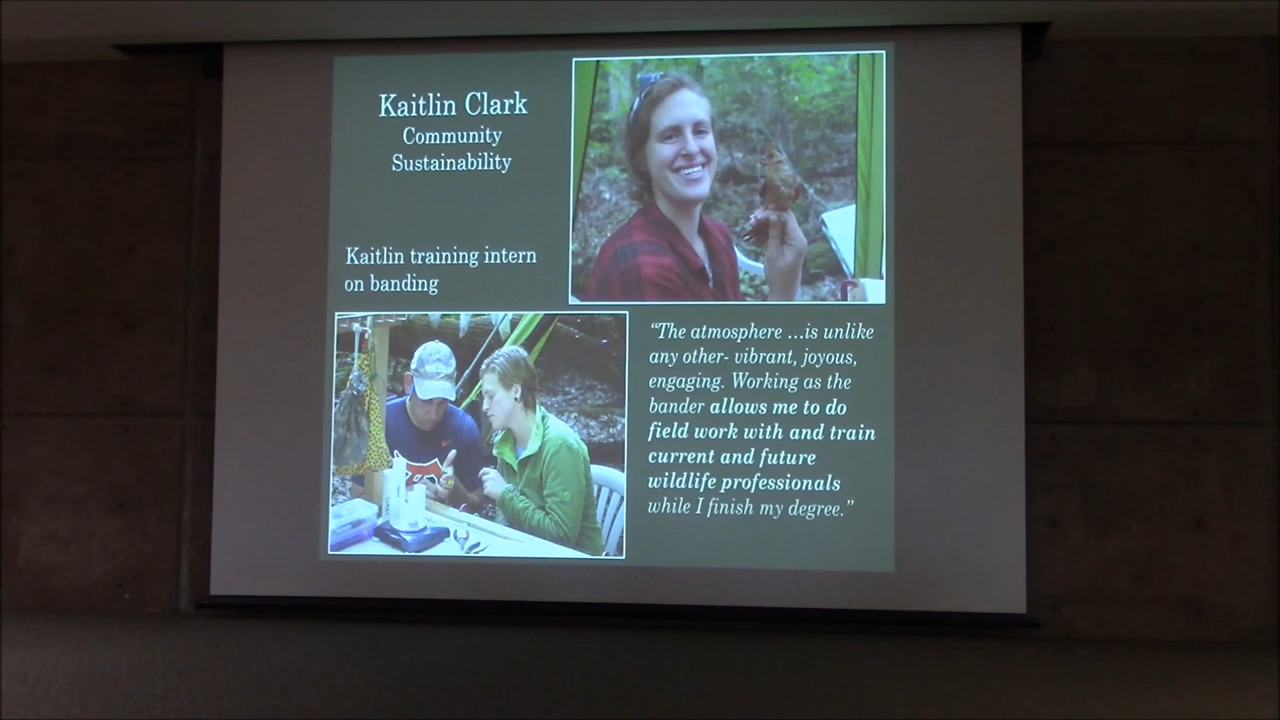 Kaitlin Clark
Community
Sustainability
Kaitlin training intern
on banding
“The atmosphere ...is unlike
any other- vibrant, joyous,
engaging. Working as the
bander allows me to do
field work with and train
current and future
wildlife professionals
while I finish my degree.”